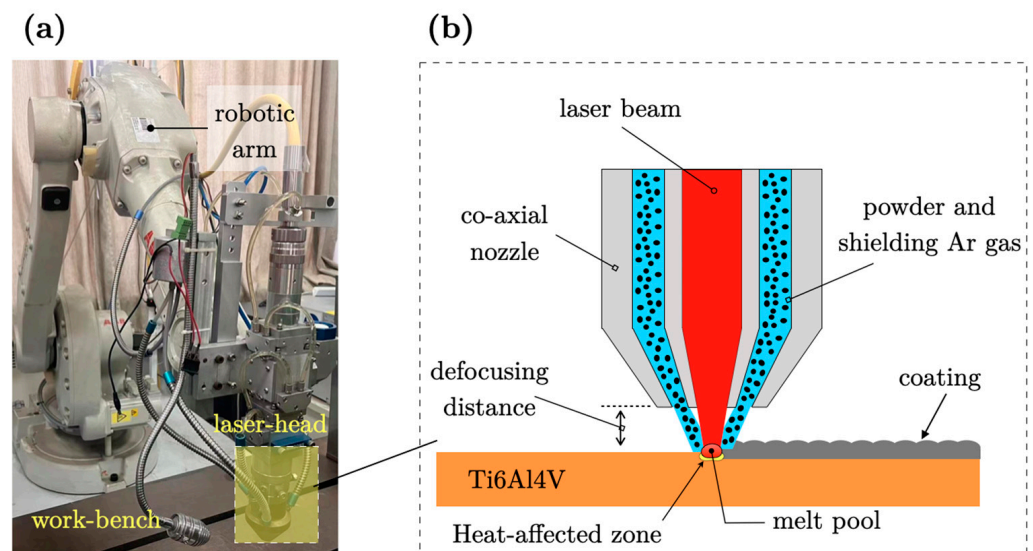 (a)
robotic
arm
laser-head
work-bench
(b)
laser beam
co-axial
nozzle
powder and
shielding Ar gas
defocusing
distance
coating
Ti6Al4V
Heat-affected zone
melt pool